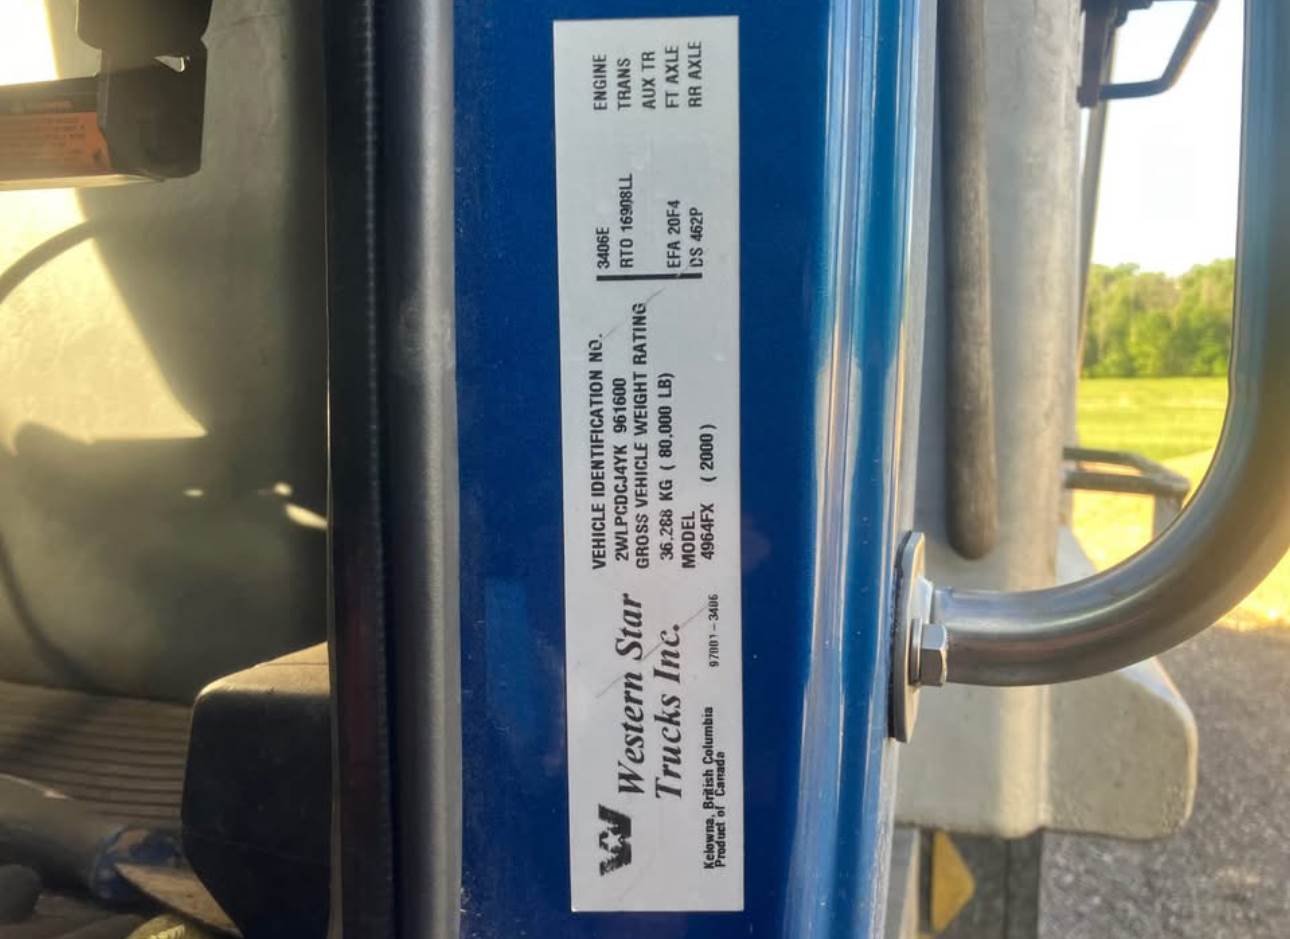 Western Star
Trucks Inc.
Kelowna, British Columbia
Product of Canada
97001-3406
VEHICLE IDENTIFICATION NO.
2WLPCDCJ4YK 961600
GROSS VEHICLE WEIGHT RATING
36,288 KG ( 80,000 LB)
MODEL
4964FX ( 2000 )
3406E ENGINE
RTO 16908LL TRANS
AUX TR
EFA 20F4 FT AXLE
DS 462P RR AXLE